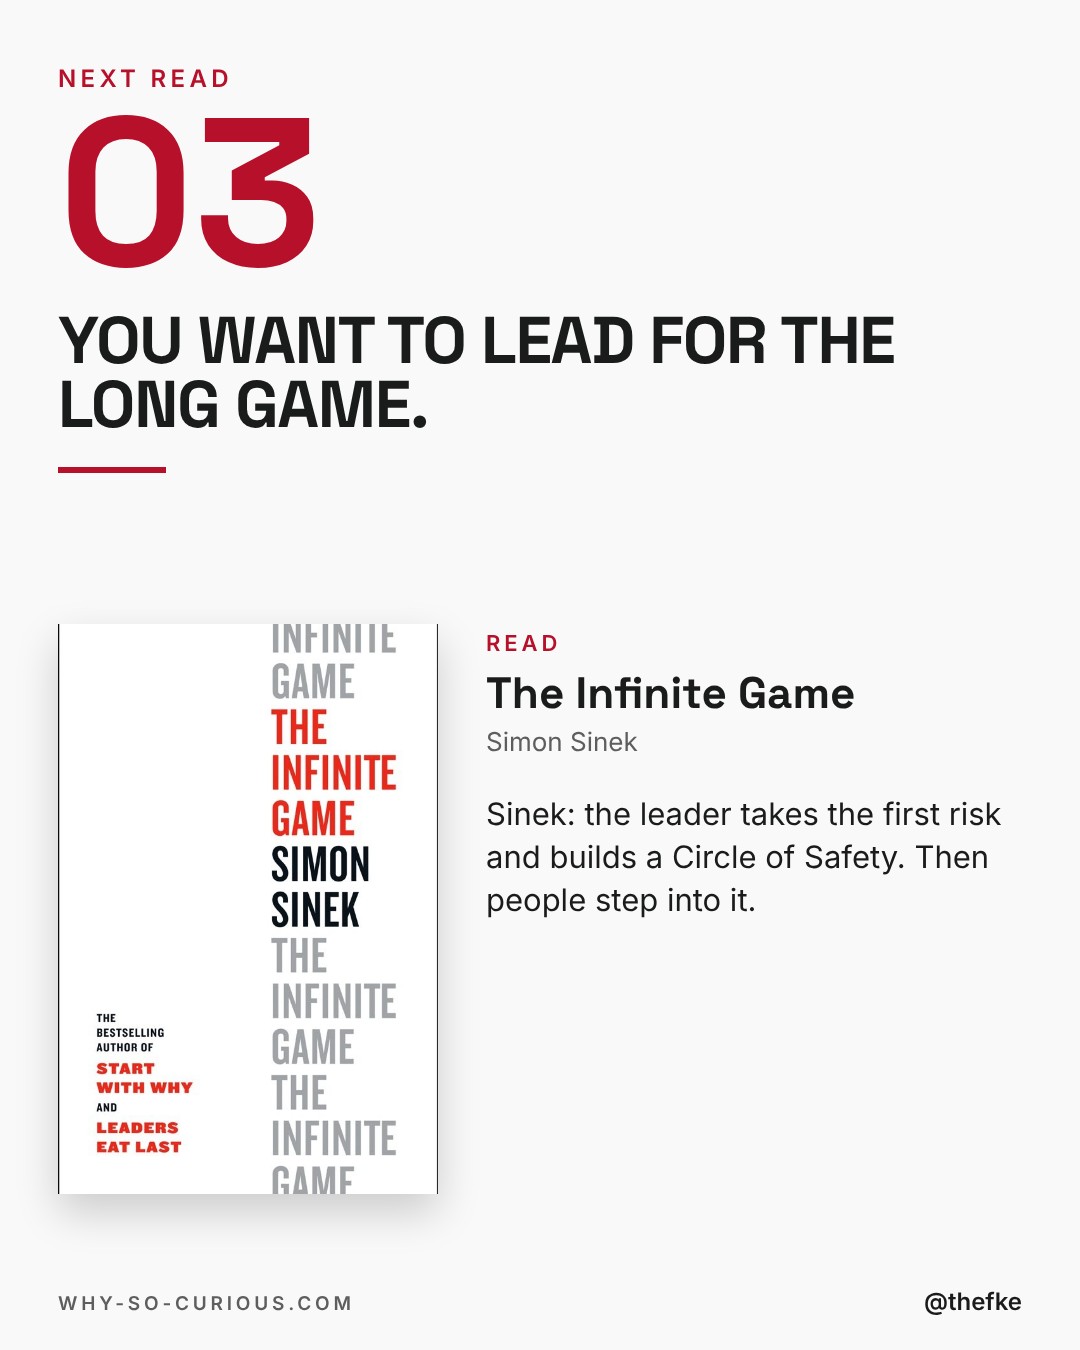 NEXT READ
03
YOU WANT TO LEAD FOR THE
LONG GAME.
INFINITE
GAME
THE
INFINITE
GAME
SIMON
SINEK
THE
INFINITE
GAME
THE
INFINITE
GAME
THE
BESTSELLING
AUTHOR OF
START
WITH WHY
AND
LEADERS
EAT LAST
READ
The Infinite Game
Simon Sinek
Sinek: the leader takes the first risk
and builds a Circle of Safety. Then
people step into it.
WHY-SO-CURIOUS.COM
@thefke